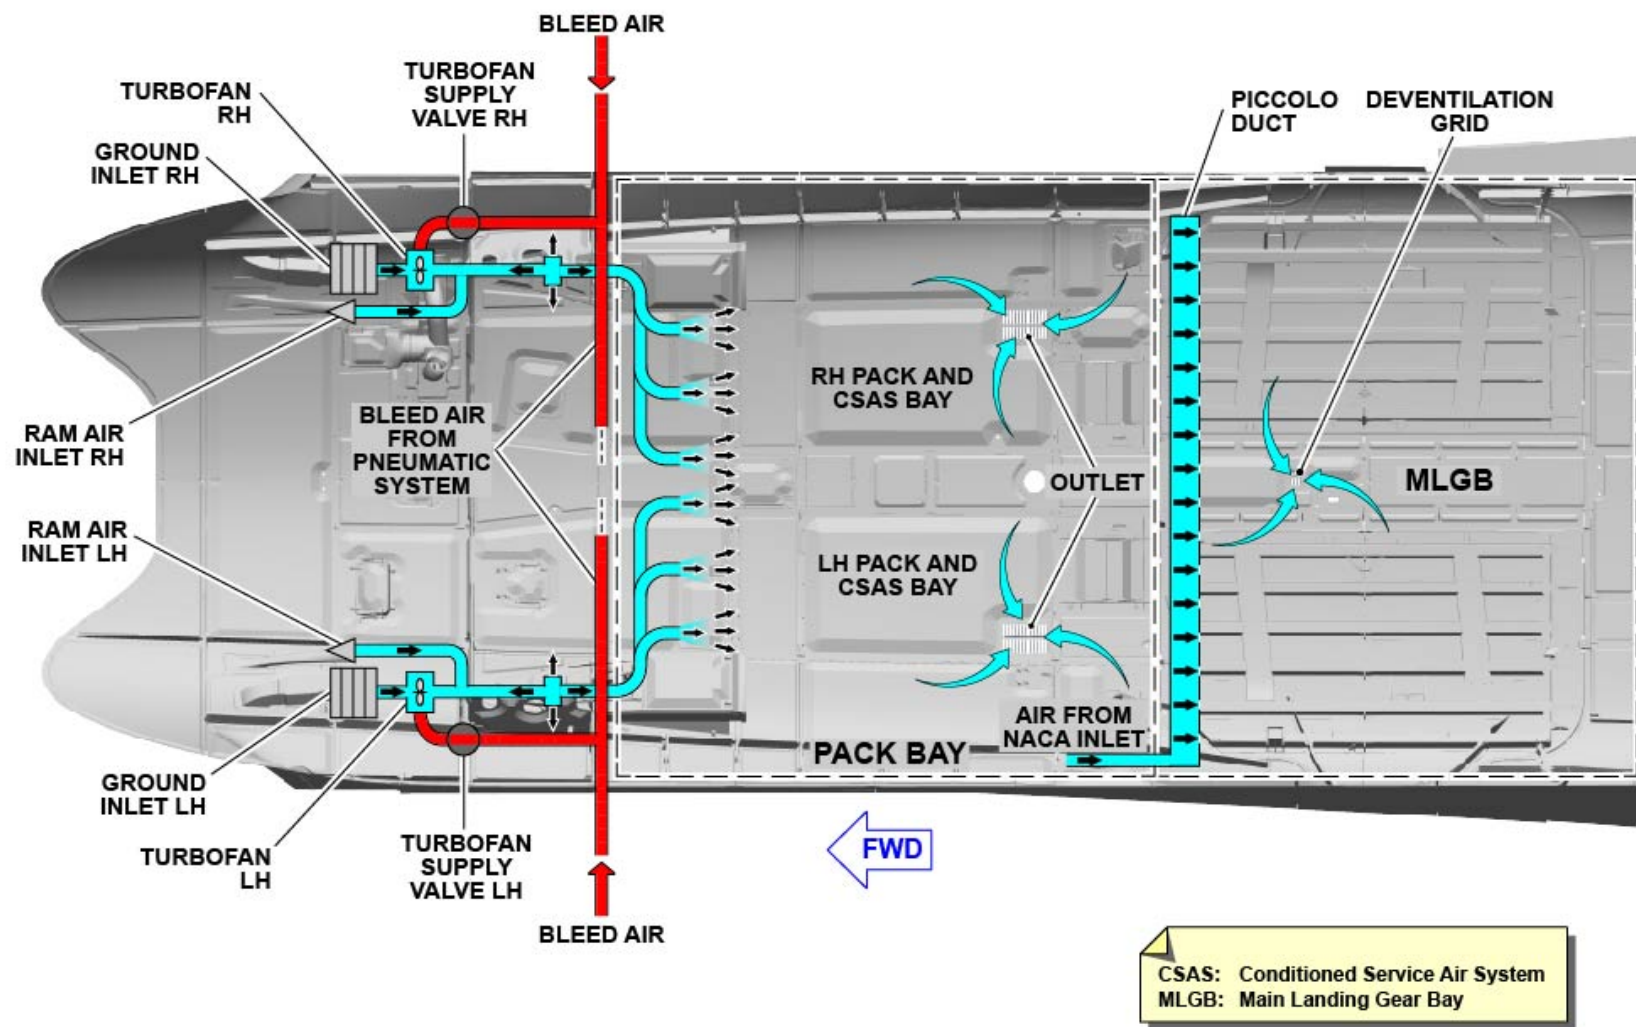 BLEED AIR
TURBOFAN
SUPPLY
VALVE RH
TURBOFAN
RH
GROUND
INLET RH
PICCOLO
DUCT
DEVENTILATION
GRID
RAM AIR
INLET RH
BLEED AIR
FROM
PNEUMATIC
SYSTEM
RH PACK AND
CSAS BAY
OUTLET
MLGB
RAM AIR
INLET LH
LH PACK AND
CSAS BAY
AIR FROM
NACA INLET
PACK BAY
GROUND
INLET LH
TURBOFAN
LH
TURBOFAN
SUPPLY
VALVE LH
FWD
BLEED AIR
CSAS: Conditioned Service Air System
MLGB: Main Landing Gear Bay